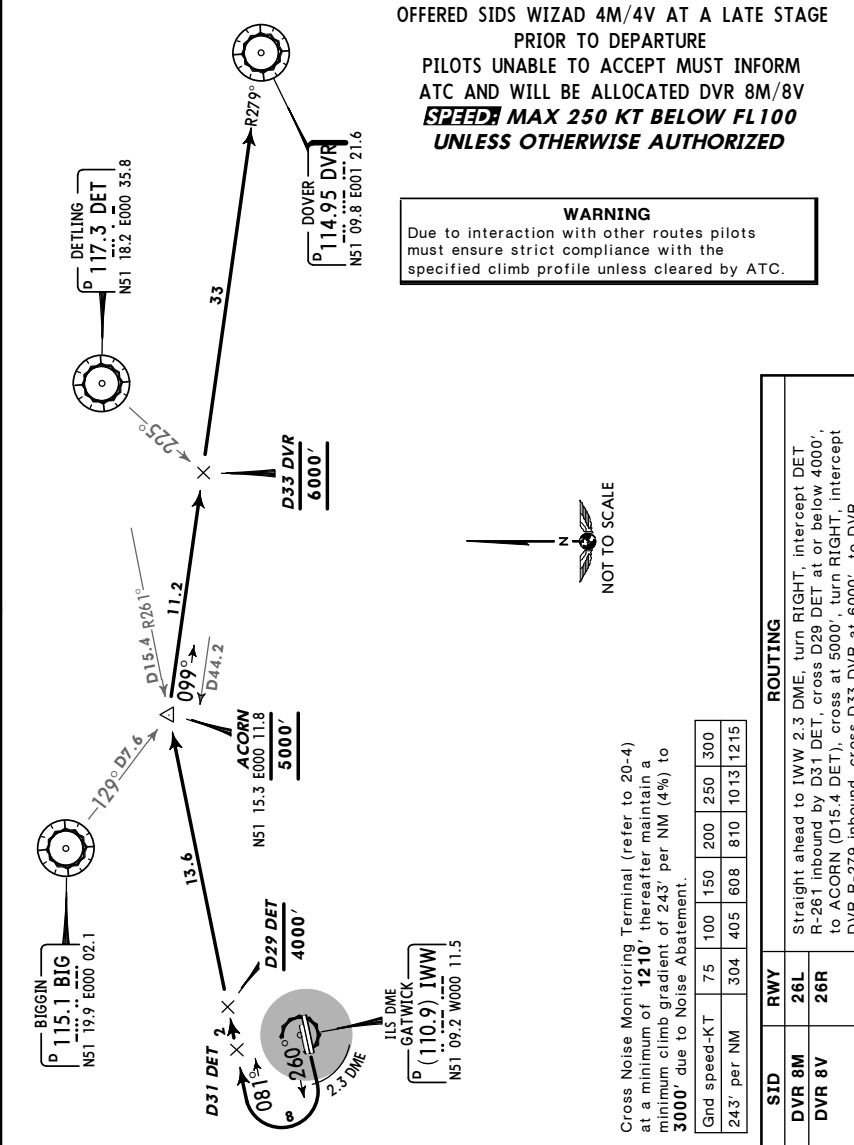 OFFERED SIDS WIZAD 4M/4V AT A LATE STAGE
PRIOR TO DEPARTURE
PILOTS UNABLE TO ACCEPT MUST INFORM
ATC AND WILL BE ALLOCATED DVR 8M/8V
SPEED: MAX 250 KT BELOW FL100
UNLESS OTHERWISE AUTHORIZED
WARNING
Due to interaction with other routes pilots
must ensure strict compliance with the
specified climb profile unless cleared by ATC.
DETLING
D 117.3 DET
N51 18.2 E000 35.8
R279°
DOVER
D 114.95 DVR
N51 09.8 E001 21.6
33
225°
D33 DVR
6000'
D15.4 R261°
11.2
099°
D44.2
129° D7.6
ACORN
N51 15.3 E000 11.8
5000'
BIGGIN
D 115.1 BIG
N51 19.9 E000 02.1
13.6
D29 DET
4000'
D31 DET
2
081°
260°
8
2.3 DME
ILS DME
GATWICK
D (110.9) IWW
N51 09.2 W000 11.5
N
NOT TO SCALE
Cross Noise Monitoring Terminal (refer to 20-4)
at a minimum of 1210' thereafter maintain a
minimum climb gradient of 243' per NM (4%) to
3000' due to Noise Abatement.
Gnd speed-KT 75 100 150 200 250 300
243' per NM 304 405 608 810 1013 1215
SID RWY ROUTING
DVR 8M 26L
DVR 8V 26R
Straight ahead to IWW 2.3 DME, turn RIGHT, intercept DET
R-261 inbound by D31 DET, cross D29 DET at or below 4000',
to ACORN (D15.4 DET), cross at 5000', turn RIGHT, intercept
DVR R-279 inbound, cross D33 DVR at 6000', to DVR.